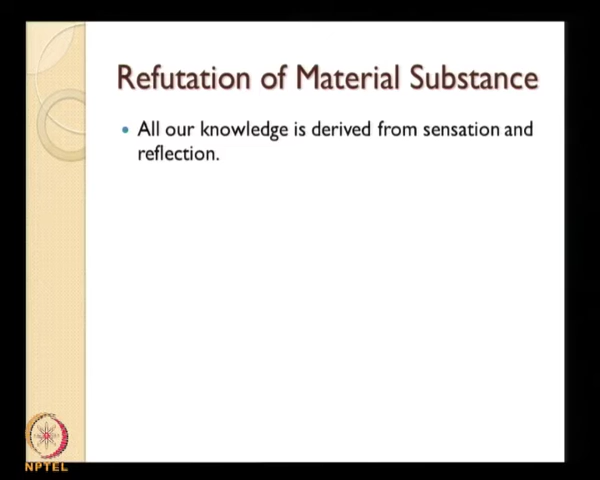 Refutation of Material Substance
All our knowledge is derived from sensation and
reflection.
NPTEL